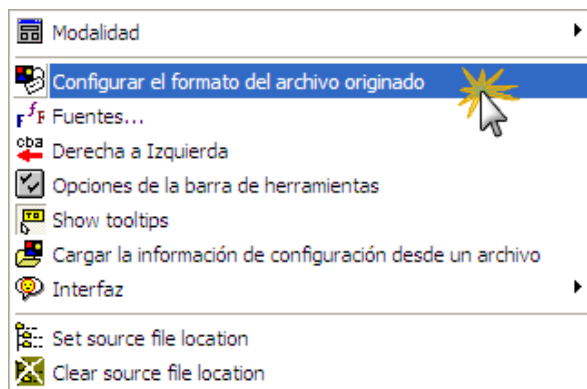 Modalidad
Configurar el formato del archivo originado
F f F Fuentes...
cba Derecha a Izquierda
Opciones de la barra de herramientas
Show tooltips
Cargar la información de configuración desde un archivo
Interfaz
Set source file location
Clear source file location